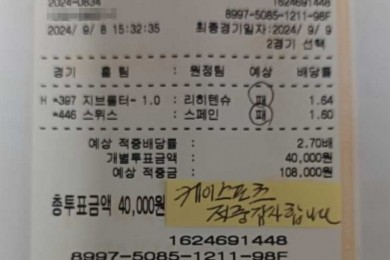 2024-0834 1624691448
8997-5085-1211-98F
2024/ 9/ 8 15:32:35 최종경기일자:2024/ 9/ 9
2경기 선택
경기 홈팀 : 원정팀 예상 배당률
H *397 지브롤터- 1.0 : 리히텐슈 패 1.64
*446 스위스 : 스페인 패 1.60
예상 적중배당률 : 2.70배
개별투표금액 : 40,000원
예상 적중금 : 108,000원
총투표금액 40,000원
케이스포츠
적중감사합니다
1624691448
8997-5085-1211-98F